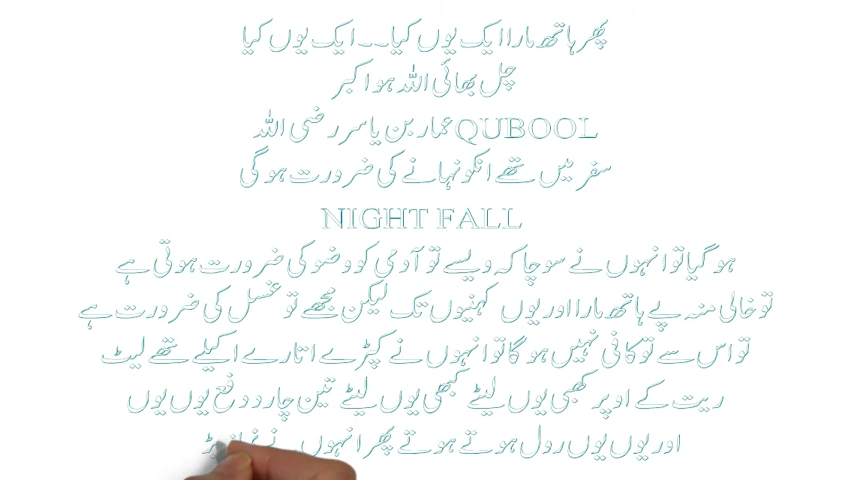 پھر ہاتھ مارا ایک یوں کیا۔۔ ایک یوں کیا
چل بھائی اللہ ہو اکبر
QUBOOL عمار بن یاسر رضی اللہ
سفر میں تھے انکو نہانے کی ضرورت ہو گی
NIGHT FALL
ہو گیا تو انہوں نے سوچا کہ ویسے تو آدمی کو وضو کی ضرورت ہوتی ہے
تو خالی منہ پے ہاتھ مارا اور یوں کہنیوں تک لیکن مجھے تو غسل کی ضرورت ہے
تو اس سے تو کافی نہیں ہو گا تو انہوں نے کپڑے اتارے اکیلے تھے لیٹ
ریت کے اوپر کبھی یوں لیٹے کبھی یوں لیٹے تین چار دفع یوں یوں
اور یوں یوں رول ہوتے ہوتے پھر انہوں نے